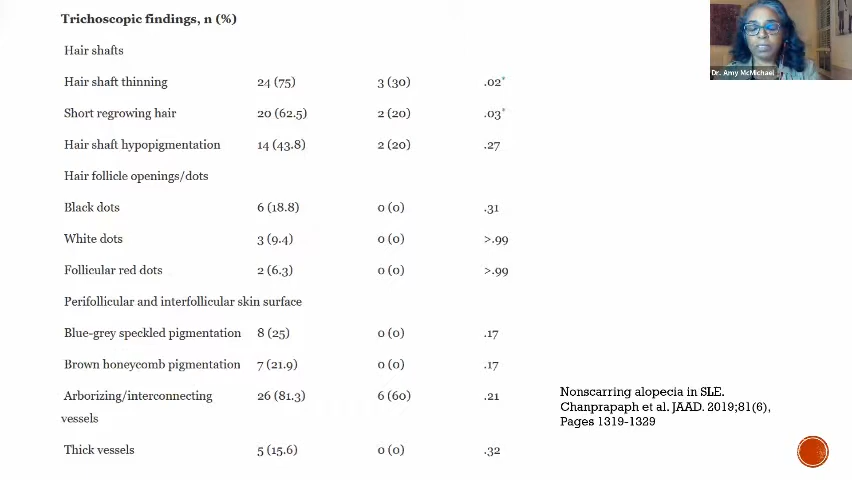 Trichoscopic findings, n (%)
Hair shafts
Hair shaft thinning 24 (75) 3 (30) .02*
Short regrowing hair 20 (62.5) 2 (20) .03*
Hair shaft hypopigmentation 14 (43.8) 2 (20) .27
Hair follicle openings/dots
Black dots 6 (18.8) 0 (0) .31
White dots 3 (9.4) 0 (0) >.99
Follicular red dots 2 (6.3) 0 (0) >.99
Perifollicular and interfollicular skin surface
Blue-grey speckled pigmentation 8 (25) 0 (0) .17
Brown honeycomb pigmentation 7 (21.9) 0 (0) .17
Arborizing/interconnecting 26 (81.3) 6 (60) .21
vessels
Thick vessels 5 (15.6) 0 (0) .32
Nonscarring alopecia in SLE.
Chanprapaph et al. JAAD. 2019;81(6),
Pages 1319-1329
Dr. Amy McMichael